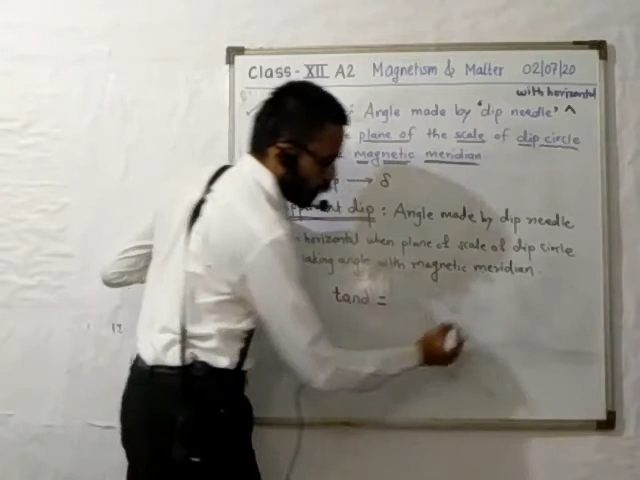 Class - XII A2 Magnetism & Matter 02/07/20
with horizontal
: Angle made by 'dip needle' ^
plane of the scale of dip circle
magnetic meridian
→ δ
dip : Angle made by dip needle
horizontal when plane of scale of dip circle
angle with magnetic meridian.
tan∂ =